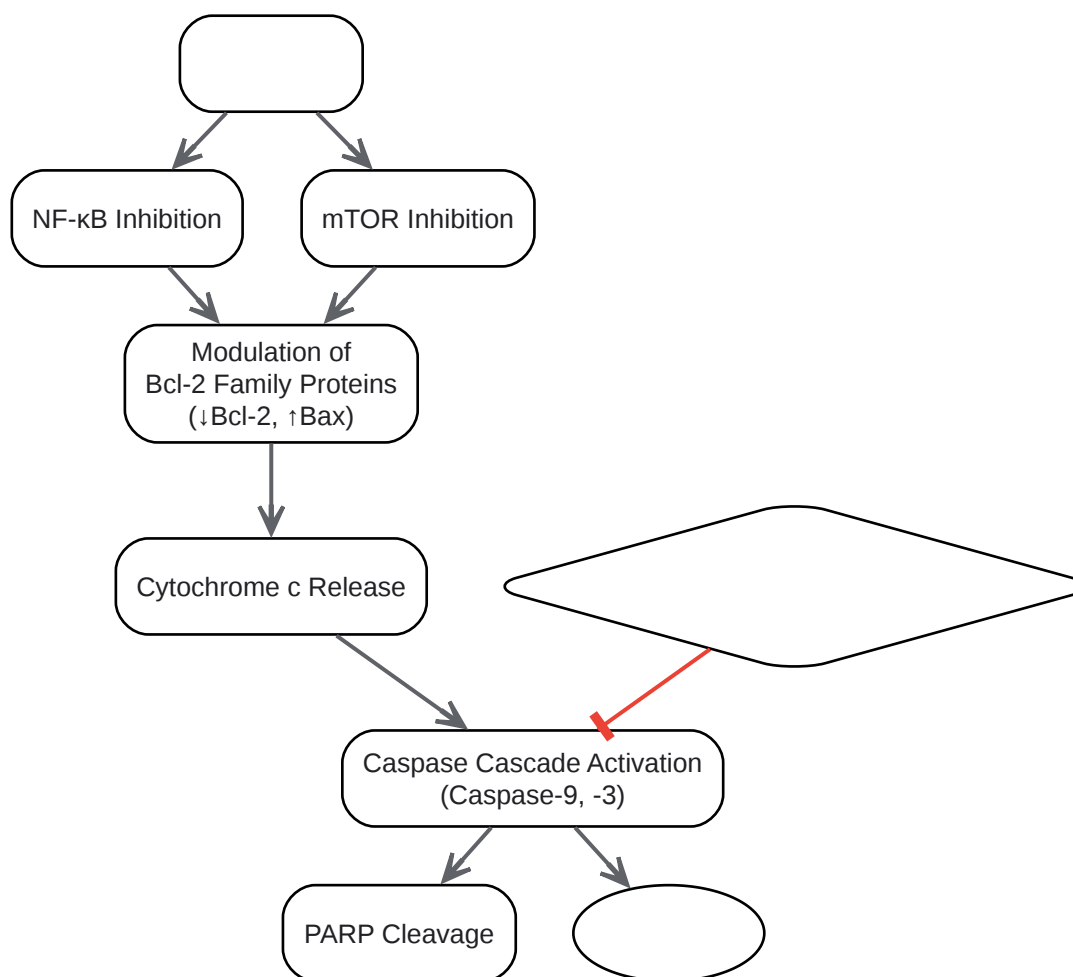 NF-κB Inhibition
mTOR Inhibition
Modulation of
Bcl-2 Family Proteins
(↓Bcl-2, ↑Bax)
Cytochrome c Release
Caspase Cascade Activation
(Caspase-9, -3)
PARP Cleavage